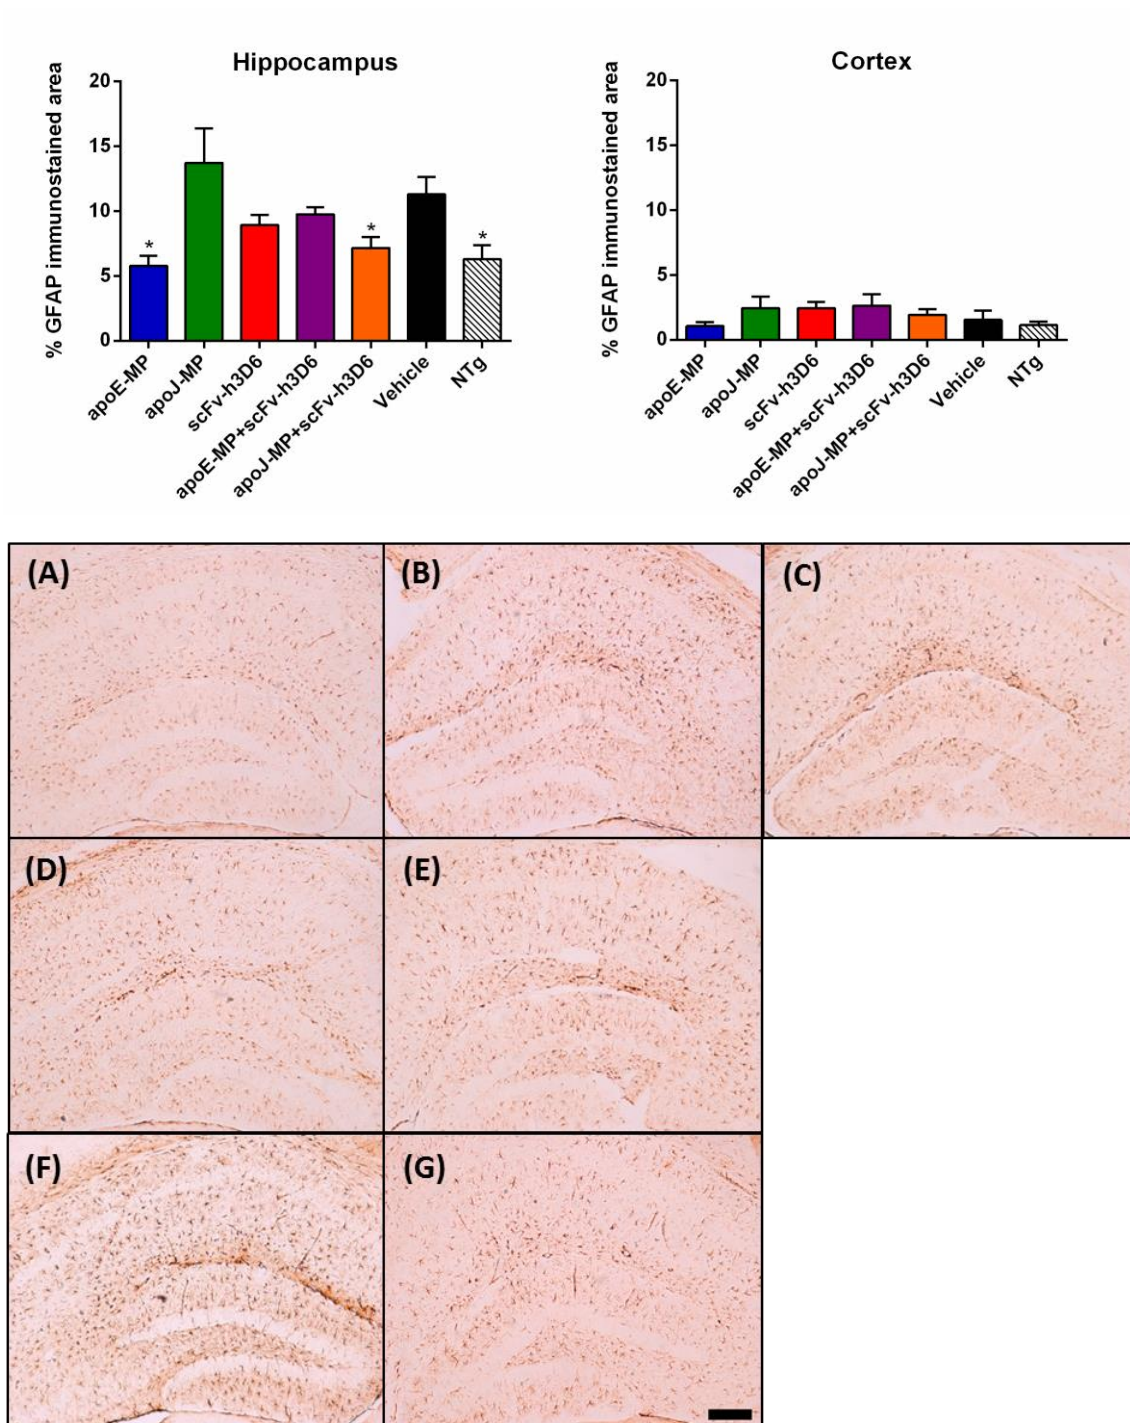 Hippocampus
% GFAP immunostained area
20
15
10
5
0
*
*
*
apoE-MP
apoJ-MP
scFv-h3D6
apoE-MP+scFv-h3D6
apoJ-MP+scFv-h3D6
Vehicle
NTg
Cortex
% GFAP immunostained area
20
15
10
5
0
apoE-MP
apoJ-MP
scFv-h3D6
apoE-MP+scFv-h3D6
apoJ-MP+scFv-h3D6
Vehicle
NTg
(A)
(B)
(C)
(D)
(E)
(F)
(G)